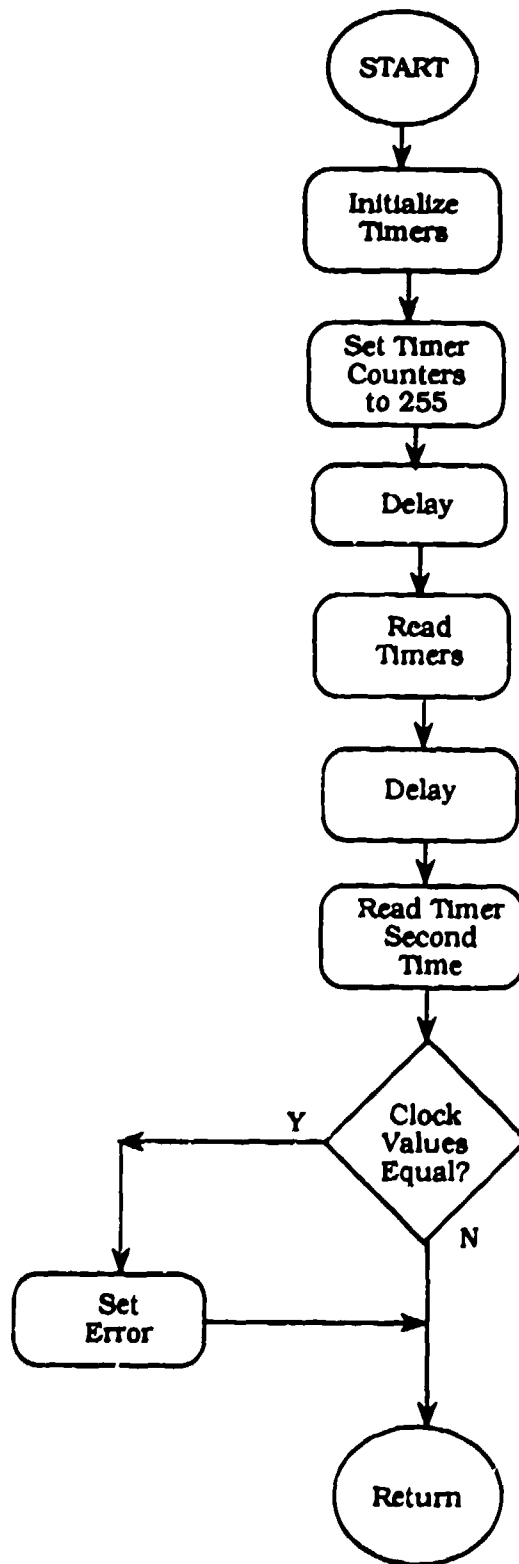 START
Initialize
Timers
Set Timer
Counters
to 255
Delay
Read
Timers
Delay
Read Timer
Second
Time
Clock
Values
Equal?
Y
N
Set
Error
Return